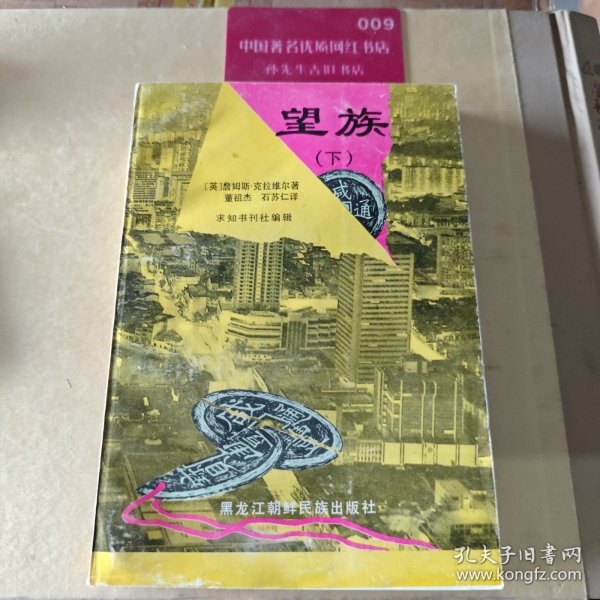 009
中国著名优质网红书店
孙先生古旧书店
望族
(下)
[英]詹姆斯·克拉维尔著
董祖杰 石苏仁译
求知书刊社编辑
咸
通
黑龙江朝鲜民族出版社
孔夫子旧书网
www.kongfz.com